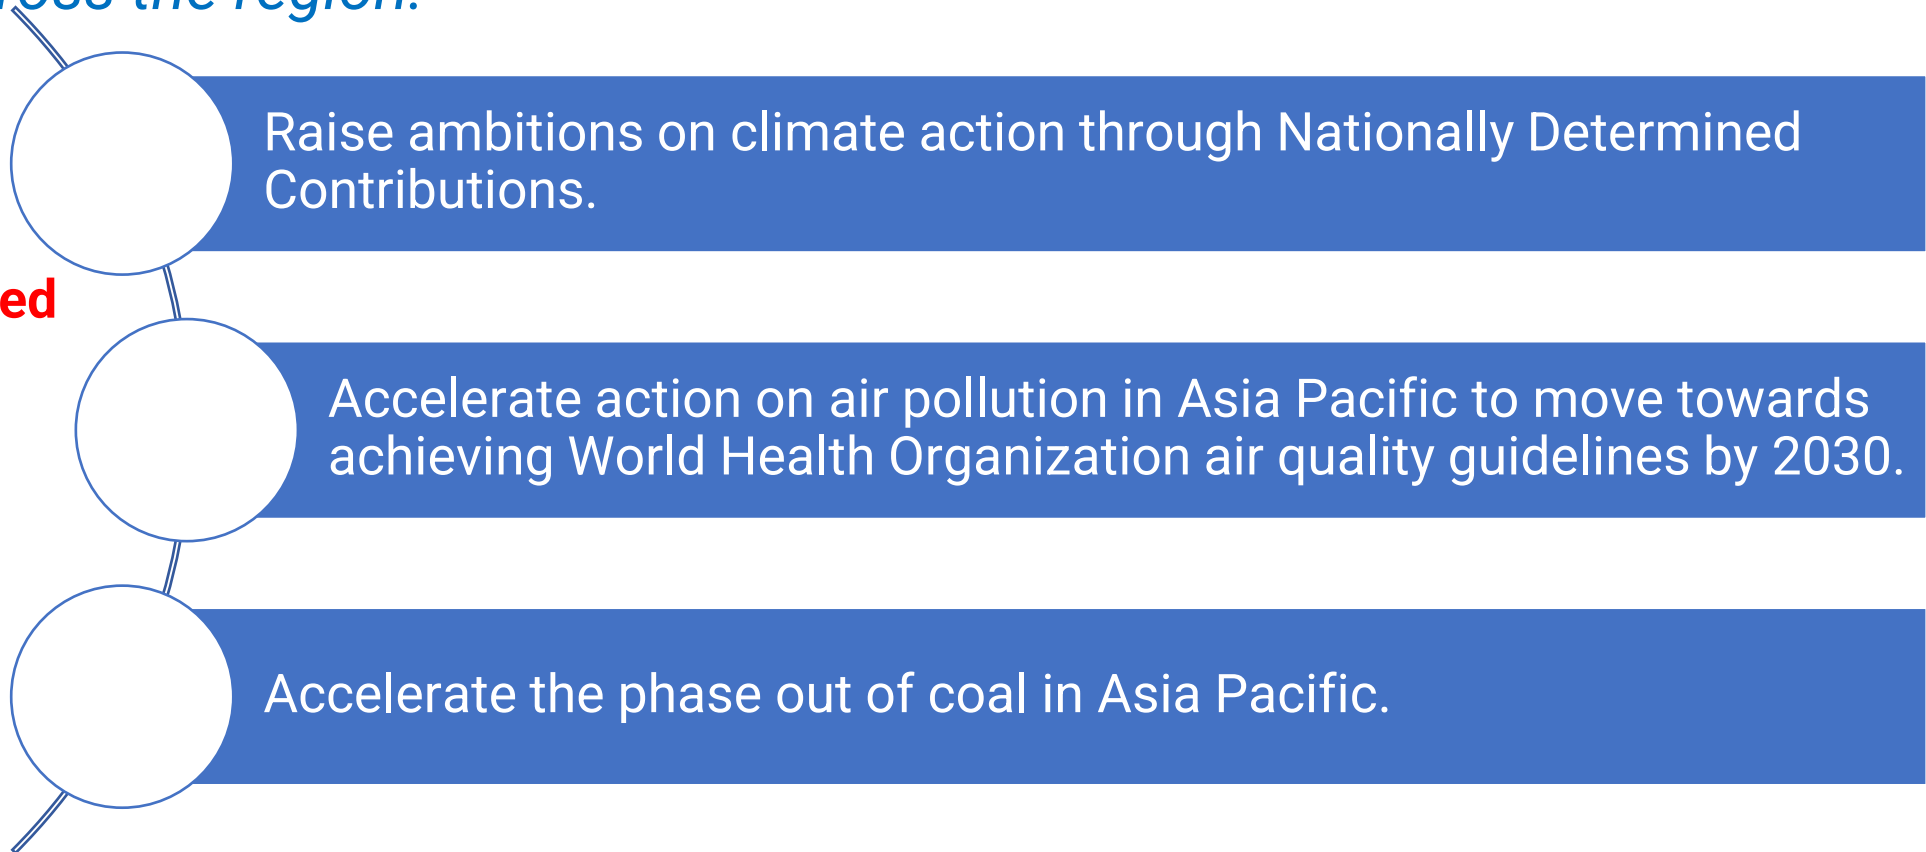 the region.
Raise ambitions on climate action through Nationally Determined
Contributions.
ed
Accelerate action on air pollution in Asia Pacific to move towards
achieving World Health Organization air quality guidelines by 2030.
Accelerate the phase out of coal in Asia Pacific.